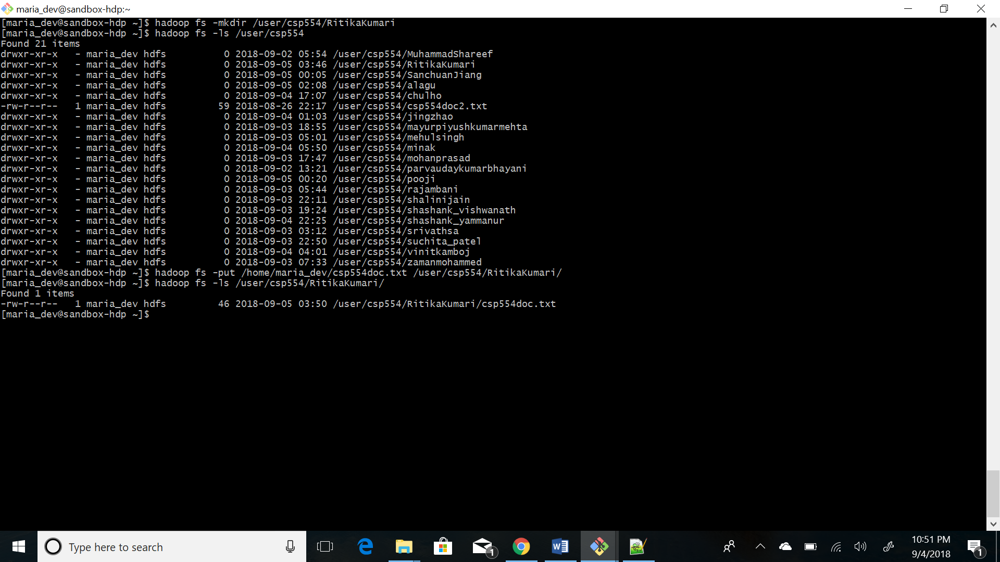 maria_dev@sandbox-hdp:~
[maria_dev@sandbox-hdp ~]$ hadoop fs -mkdir /user/csp554/RitikaKumari
[maria_dev@sandbox-hdp ~]$ hadoop fs -ls /user/csp554
Found 21 items
drwxr-xr-x   - maria_dev hdfs          0 2018-09-02 05:54 /user/csp554/MuhammadShareef
drwxr-xr-x   - maria_dev hdfs          0 2018-09-05 03:46 /user/csp554/RitikaKumari
drwxr-xr-x   - maria_dev hdfs          0 2018-09-05 00:05 /user/csp554/SanchuanJiang
drwxr-xr-x   - maria_dev hdfs          0 2018-09-05 02:08 /user/csp554/alagu
drwxr-xr-x   - maria_dev hdfs          0 2018-09-04 17:07 /user/csp554/chulho
-rw-r--r--   1 maria_dev hdfs         59 2018-08-26 22:17 /user/csp554/csp554doc2.txt
drwxr-xr-x   - maria_dev hdfs          0 2018-09-04 01:03 /user/csp554/jingzhao
drwxr-xr-x   - maria_dev hdfs          0 2018-09-03 18:55 /user/csp554/mayurpiyushkumarmehta
drwxr-xr-x   - maria_dev hdfs          0 2018-09-03 05:01 /user/csp554/mehulsingh
drwxr-xr-x   - maria_dev hdfs          0 2018-09-04 05:50 /user/csp554/minak
drwxr-xr-x   - maria_dev hdfs          0 2018-09-03 17:47 /user/csp554/mohanprasad
drwxr-xr-x   - maria_dev hdfs          0 2018-09-02 13:21 /user/csp554/parvaudaykumarbhayani
drwxr-xr-x   - maria_dev hdfs          0 2018-09-05 00:20 /user/csp554/pooji
drwxr-xr-x   - maria_dev hdfs          0 2018-09-03 05:44 /user/csp554/rajambani
drwxr-xr-x   - maria_dev hdfs          0 2018-09-03 22:11 /user/csp554/shalinijain
drwxr-xr-x   - maria_dev hdfs          0 2018-09-03 19:24 /user/csp554/shashank_vishwanath
drwxr-xr-x   - maria_dev hdfs          0 2018-09-04 22:25 /user/csp554/shashank_yammanur
drwxr-xr-x   - maria_dev hdfs          0 2018-09-03 03:12 /user/csp554/srivathsa
drwxr-xr-x   - maria_dev hdfs          0 2018-09-03 22:50 /user/csp554/suchita_patel
drwxr-xr-x   - maria_dev hdfs          0 2018-09-04 04:01 /user/csp554/vinitkamboj
drwxr-xr-x   - maria_dev hdfs          0 2018-09-03 07:33 /user/csp554/zamanmohammed
[maria_dev@sandbox-hdp ~]$ hadoop fs -put /home/maria_dev/csp554doc.txt /user/csp554/RitikaKumari/
[maria_dev@sandbox-hdp ~]$ hadoop fs -ls /user/csp554/RitikaKumari/
Found 1 items
-rw-r--r--   1 maria_dev hdfs         46 2018-09-05 03:50 /user/csp554/RitikaKumari/csp554doc.txt
[maria_dev@sandbox-hdp ~]$
Type here to search
1
10:51 PM
9/4/2018
1